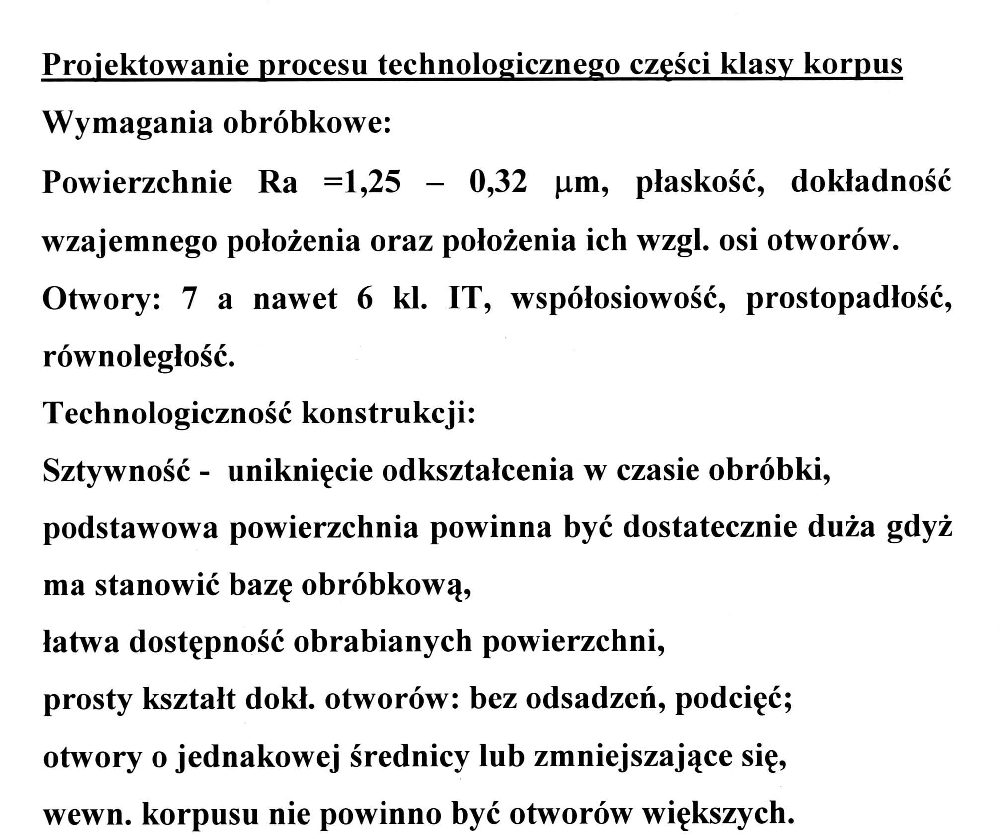 Projektowanie procesu technologicznego części klasy korpus
Wymagania obróbkowe:
Powierzchnie Ra =1,25 – 0,32 μm, płaskość, dokładność
wzajemnego położenia oraz położenia ich wzgl. osi otworów.
Otwory: 7 a nawet 6 kl. IT, współosiowość, prostopadłość,
równoległość.
Technologiczność konstrukcji:
Sztywność - uniknięcie odkształcenia w czasie obróbki,
podstawowa powierzchnia powinna być dostatecznie duża gdyż
ma stanowić bazę obróbkową,
łatwa dostępność obrabianych powierzchni,
prosty kształt dokł. otworów: bez odsadzeń, podcięć;
otwory o jednakowej średnicy lub zmniejszające się,
wewn. korpusu nie powinno być otworów większych.